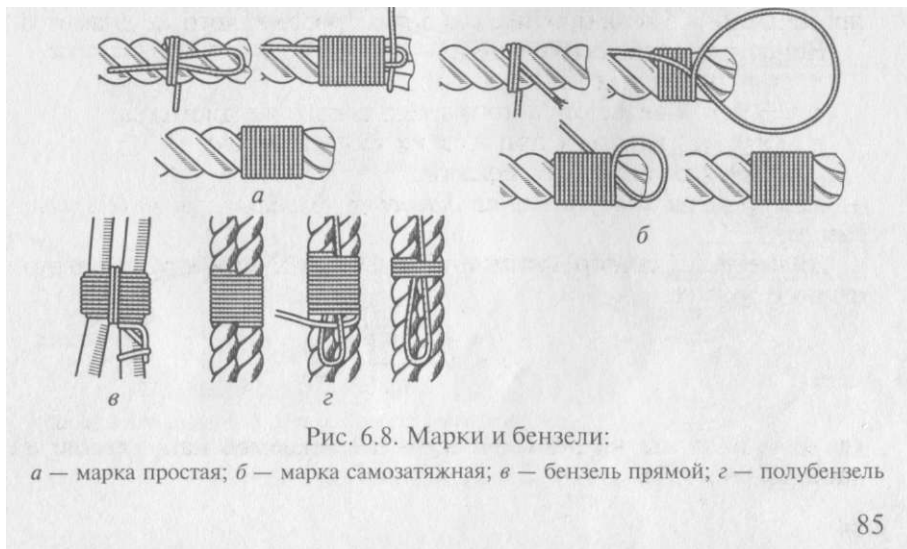 а
б
в
г
Рис. 6.8. Марки и бензели:
а — марка простая; б — марка самозатяжная; в — бензель прямой; г — полубензель
85